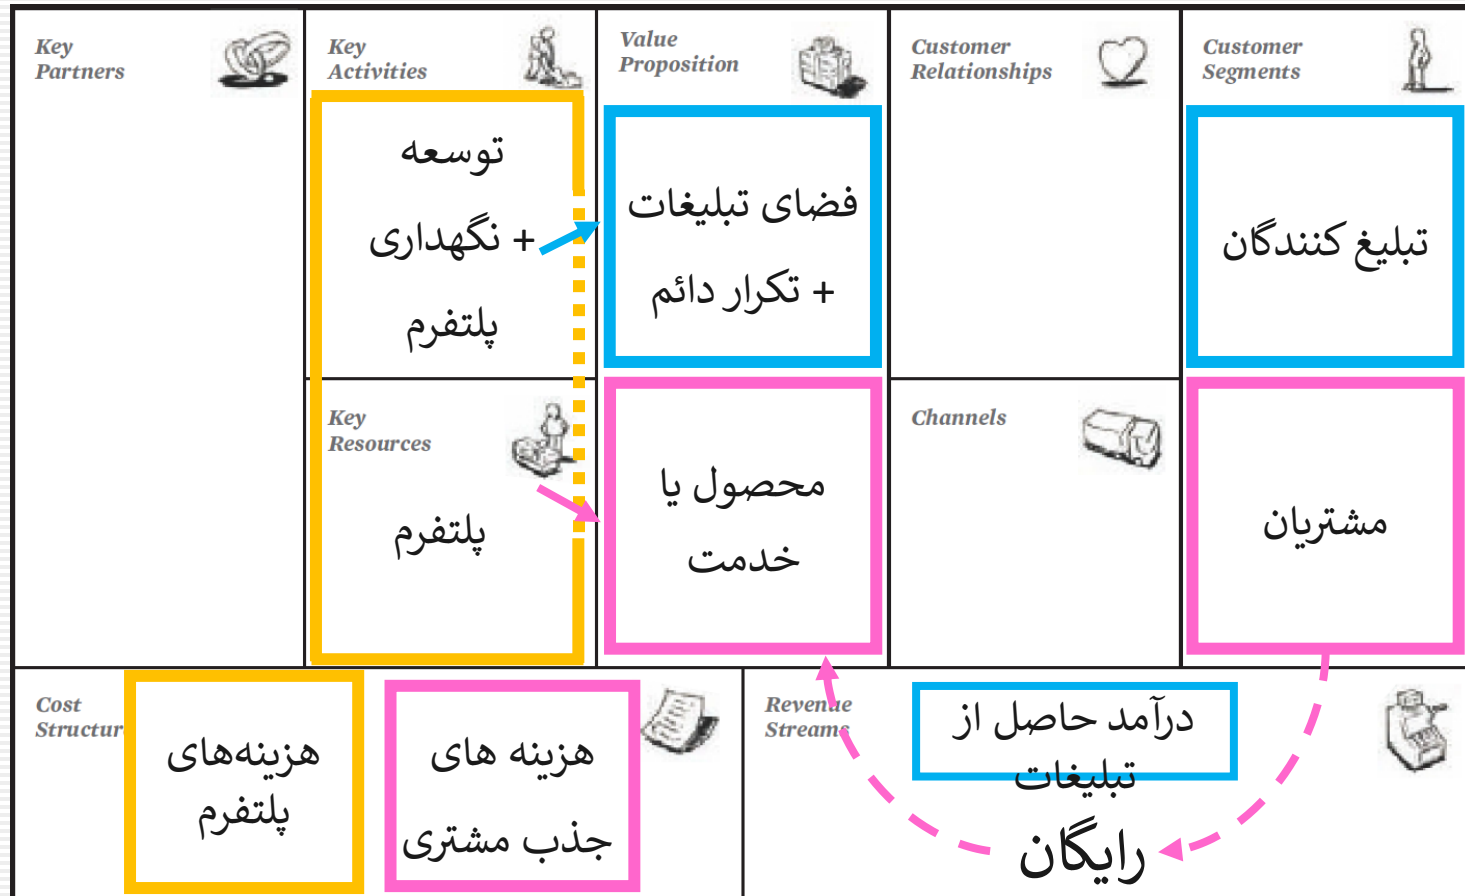 Key
Partners
Key
Activities
توسعه
+ نگهداری
پلتفرم
Key
Resources
پلتفرم
Value
Proposition
فضای تبلیغات
+ تکرار دائم
محصول یا
خدمت
Customer
Relationships
Channels
Customer
Segments
تبلیغ کنندگان
مشتریان
Cost
Structur
هزینه‌های
پلتفرم
هزینه های
جذب مشتری
Revenue
Streams
درآمد حاصل از
تبلیغات
رایگان